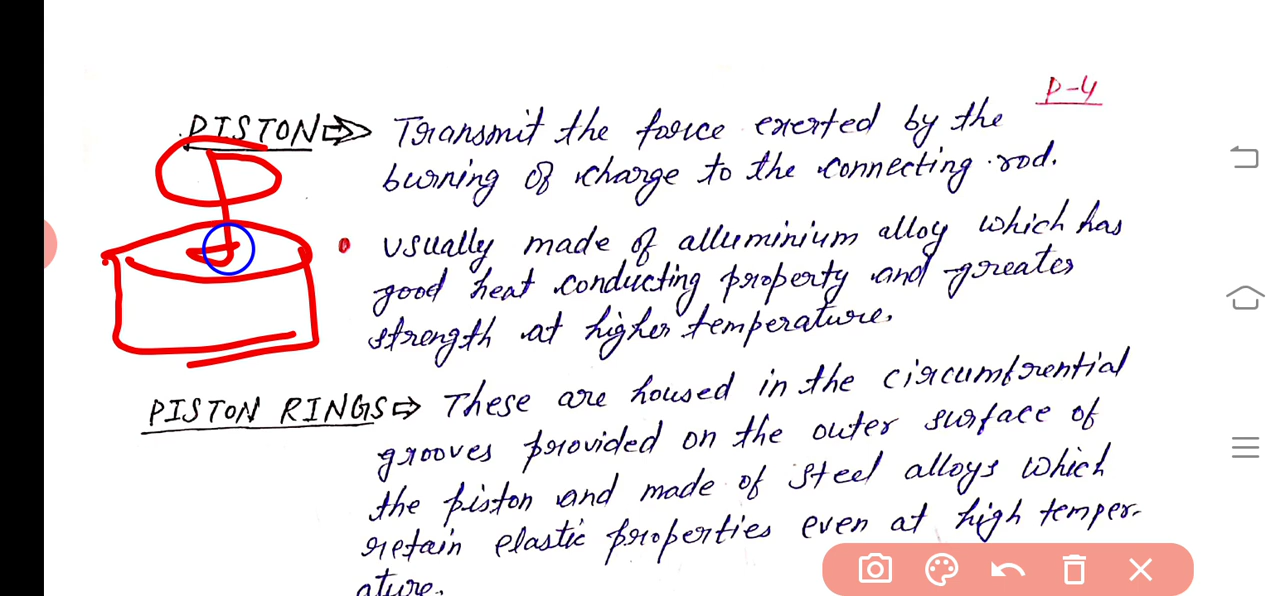 P-4
PISTON ⇒ Transmit the force exerted by the
burning of charge to the connecting rod.
• Usually made of alluminium alloy which has
good heat conducting property and greater
strength at higher temperature.
PISTON RINGS ⇒ These are housed in the circumfrential
grooves provided on the outer surface of
the piston and made of steel alloys which
retain elastic properties even at high temper-
ature.